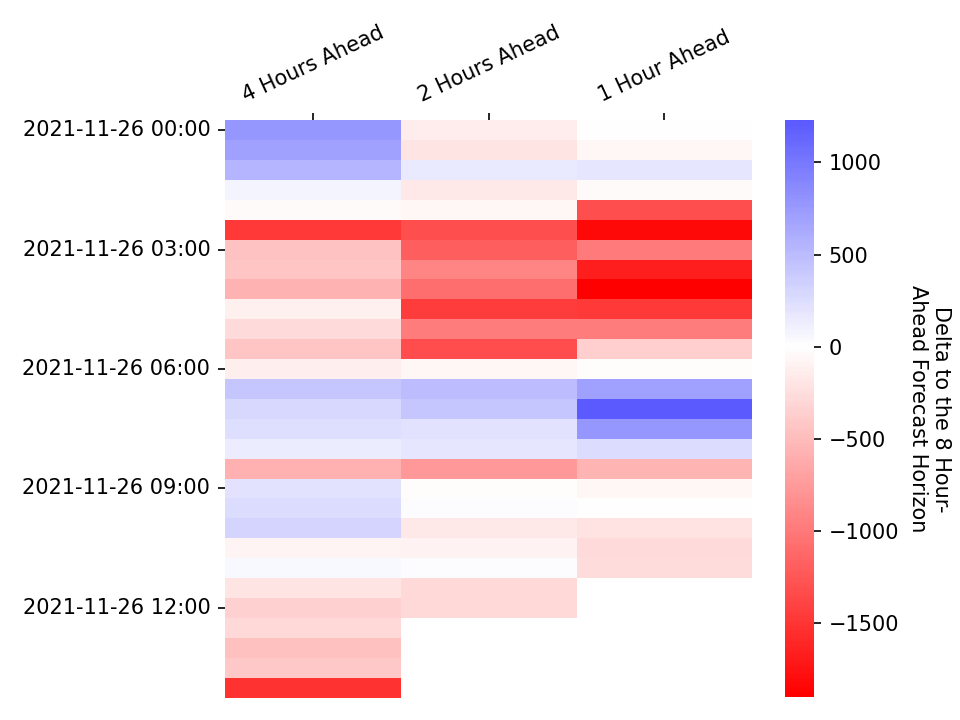 4 Hours Ahead
2 Hours Ahead
1 Hour Ahead
2021-11-26 00:00
2021-11-26 03:00
2021-11-26 06:00
2021-11-26 09:00
2021-11-26 12:00
1000
500
0
−500
−1000
−1500
Delta to the 8 Hour-
Ahead Forecast Horizon